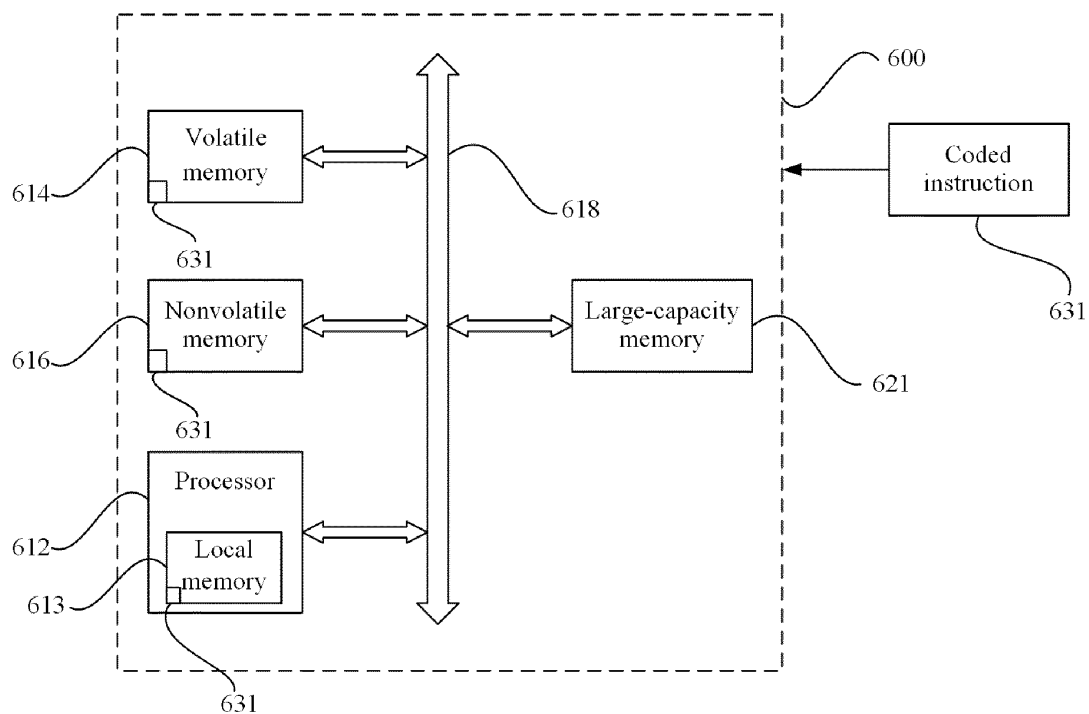 600
Volatile
memory
Coded
instruction
614
618
631
631
Nonvolatile
memory
Large-capacity
memory
616
621
631
Processor
612
Local
memory
613
631